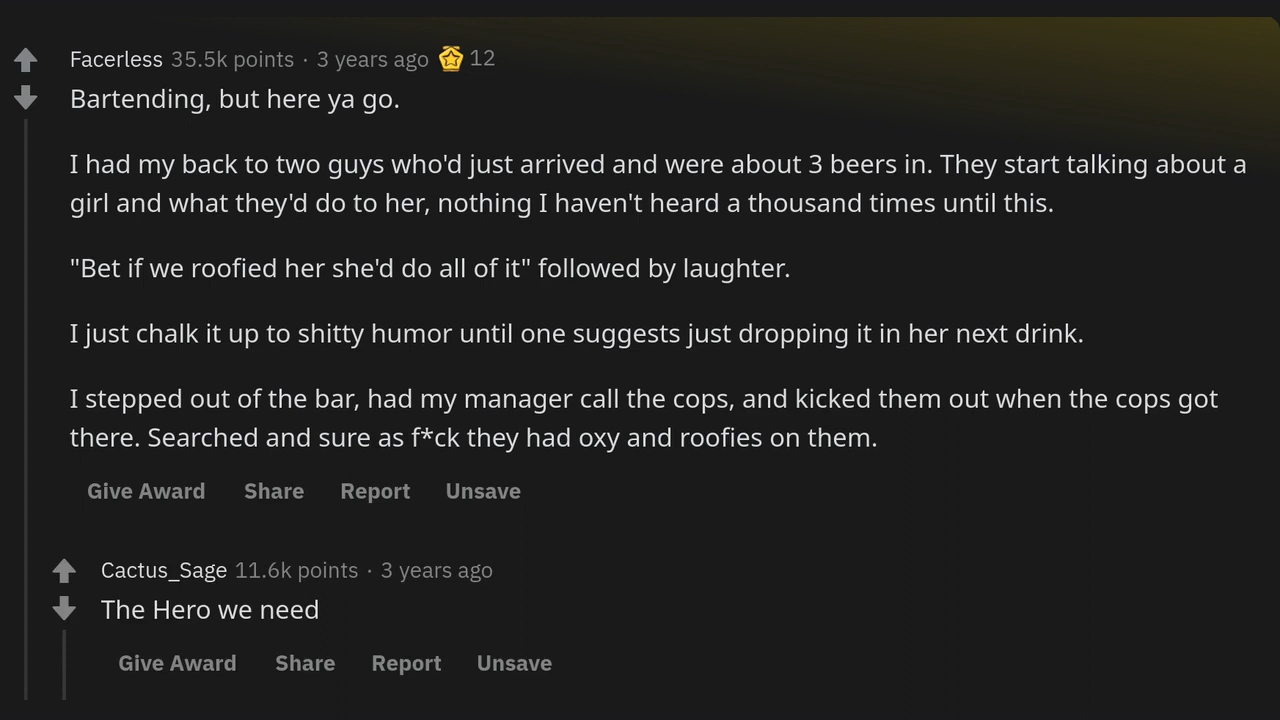 Facerless 35.5k points · 3 years ago 12
Bartending, but here ya go.
I had my back to two guys who'd just arrived and were about 3 beers in. They start talking about a
girl and what they'd do to her, nothing I haven't heard a thousand times until this.
"Bet if we roofied her she'd do all of it" followed by laughter.
I just chalk it up to shitty humor until one suggests just dropping it in her next drink.
I stepped out of the bar, had my manager call the cops, and kicked them out when the cops got
there. Searched and sure as f*ck they had oxy and roofies on them.
Give Award Share Report Unsave
Cactus_Sage 11.6k points · 3 years ago
The Hero we need
Give Award Share Report Unsave